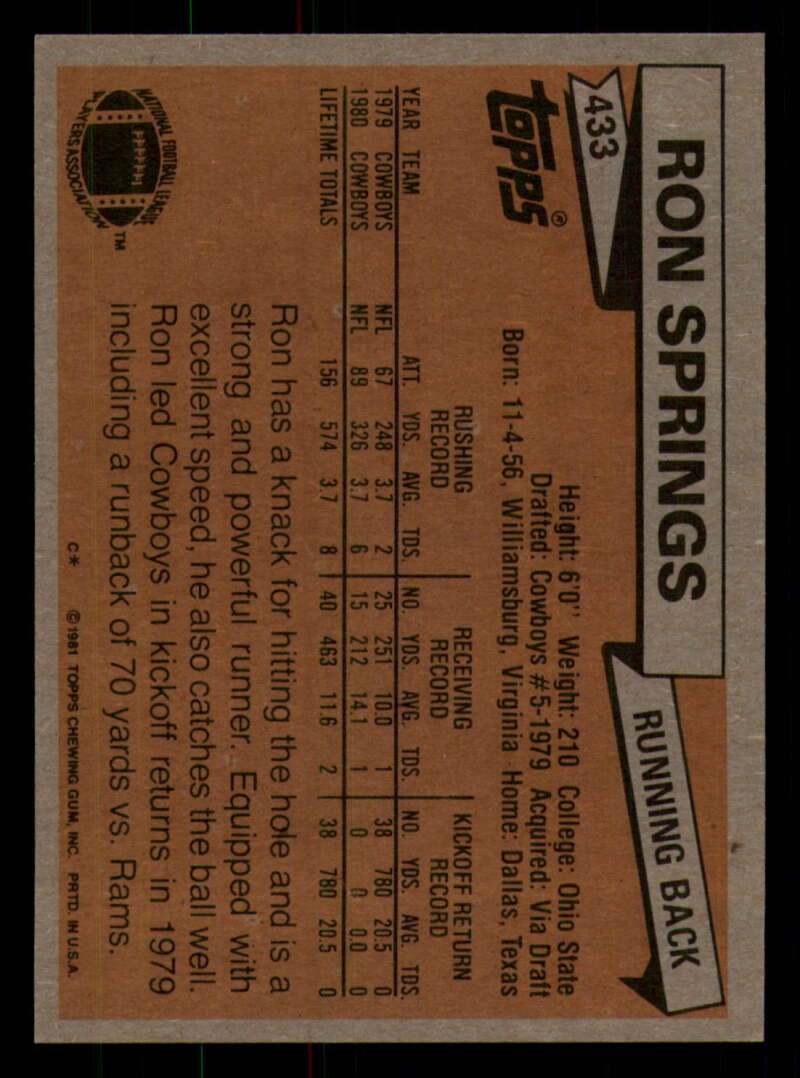 433
RON SPRINGS
RUNNING BACK
topps®
Height: 6'0" Weight: 210 College: Ohio State
Drafted: Cowboys #5-1979 Acquired: Via Draft
Born: 11-4-56, Williamsburg, Virginia Home: Dallas, Texas
RUSHING RECORD RECEIVING RECORD KICKOFF RETURN RECORD
YEAR TEAM ATT. YDS. AVG. TDS. NO. YDS. AVG. TDS. NO. YDS. AVG. TDS.
1979 COWBOYS NFL 67 248 3.7 2 25 251 10.0 1 38 780 20.5 0
1980 COWBOYS NFL 89 326 3.7 6 15 212 14.1 1 0 0 0.0 0
LIFETIME TOTALS 156 574 3.7 8 40 463 11.6 2 38 780 20.5 0
Ron has a knack for hitting the hole and is a
strong and powerful runner. Equipped with
excellent speed, he also catches the ball well.
Ron led Cowboys in kickoff returns in 1979
including a runback of 70 yards vs. Rams.
NATIONAL FOOTBALL LEAGUE
PLAYERS ASSOCIATION
TM
C* ©1981 TOPPS CHEWING GUM, INC. PRTD. IN U.S.A.